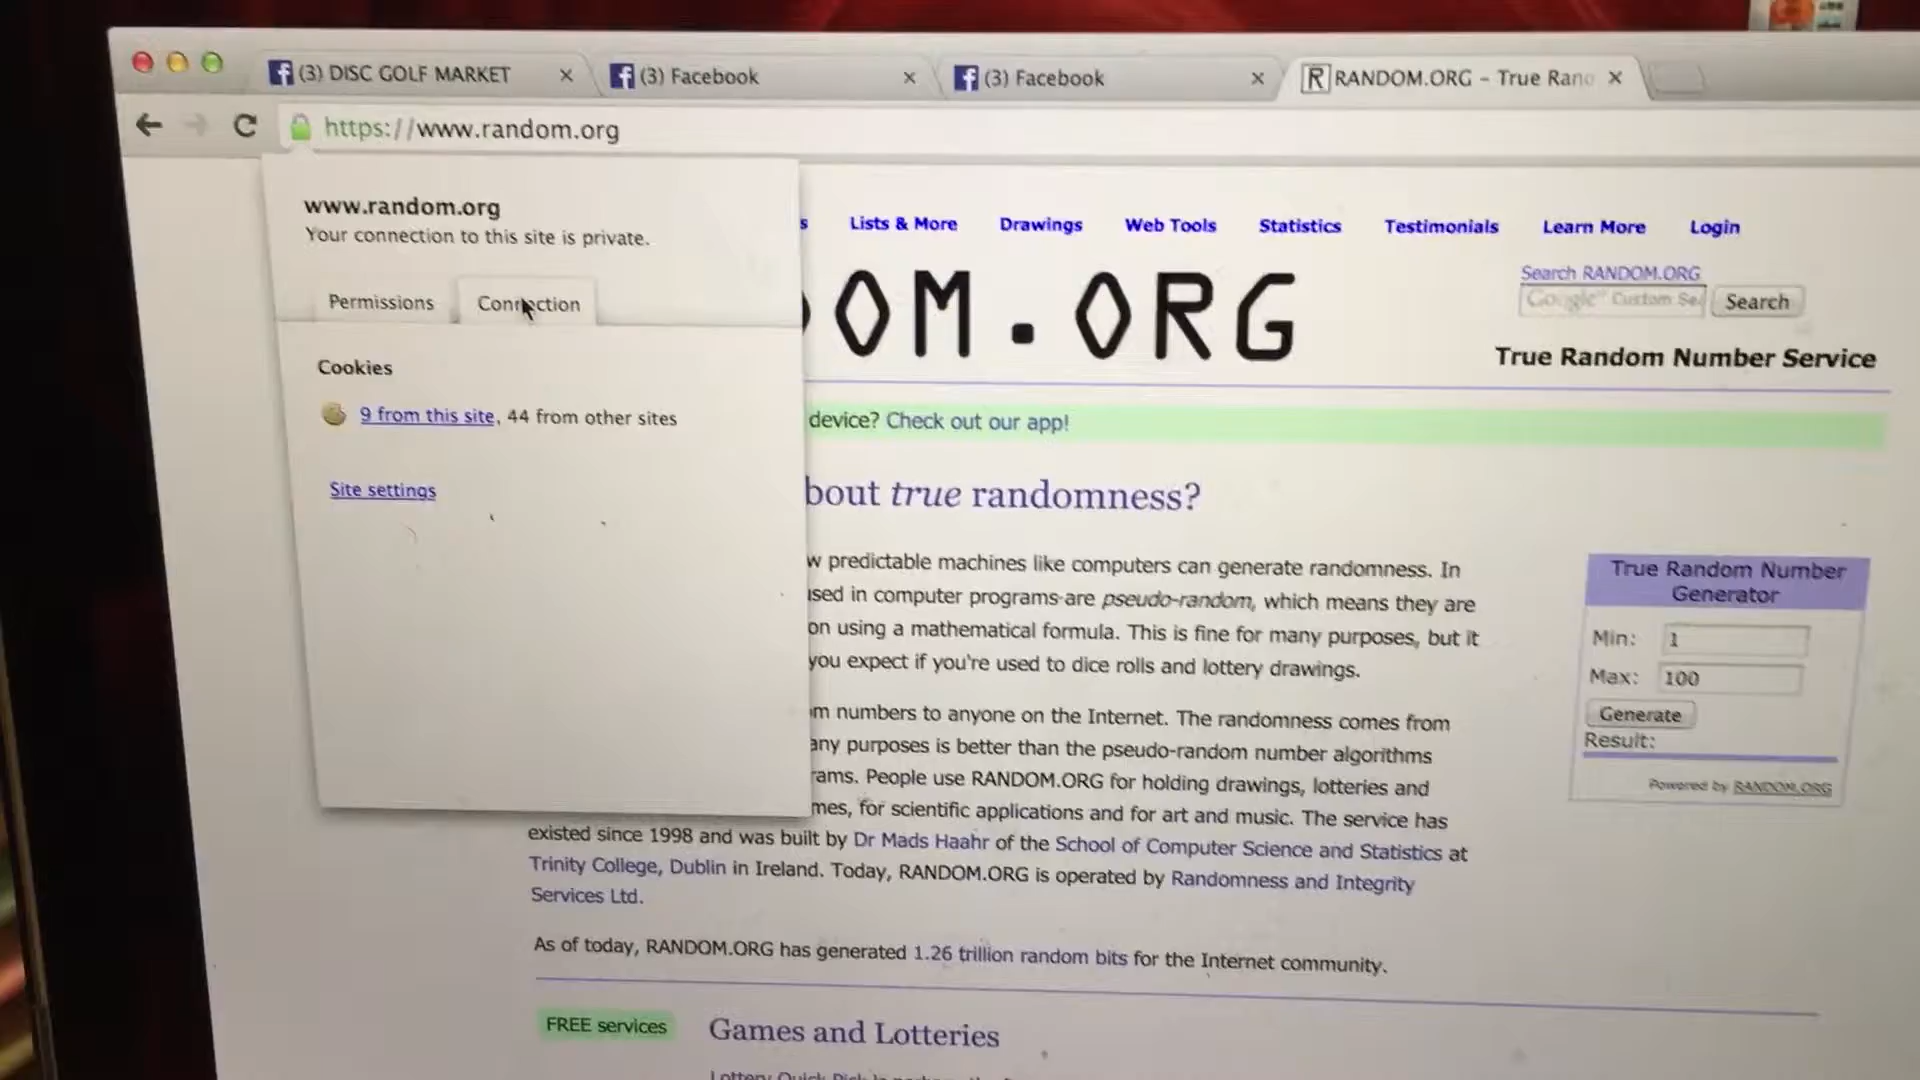 (3) DISC GOLF MARKET
(3) Facebook
(3) Facebook
RANDOM.ORG - True Rand
https://www.random.org
www.random.org
Your connection to this site is private.
Permissions
Connection
Cookies
9 from this site, 44 from other sites
Site settings
s
Lists & More
Drawings
Web Tools
Statistics
Testimonials
Learn More
Login
OM.ORG
Search RANDOM.ORG
Google™ Custom Sea
Search
True Random Number Service
device? Check out our app!
bout true randomness?
w predictable machines like computers can generate randomness. In
used in computer programs are pseudo-random, which means they are
on using a mathematical formula. This is fine for many purposes, but it
you expect if you're used to dice rolls and lottery drawings.
m numbers to anyone on the Internet. The randomness comes from
any purposes is better than the pseudo-random number algorithms
rams. People use RANDOM.ORG for holding drawings, lotteries and
mes, for scientific applications and for art and music. The service has
existed since 1998 and was built by Dr Mads Haahr of the School of Computer Science and Statistics at
Trinity College, Dublin in Ireland. Today, RANDOM.ORG is operated by Randomness and Integrity
Services Ltd.
As of today, RANDOM.ORG has generated 1.26 trillion random bits for the Internet community.
True Random Number
Generator
Min: 1
Max: 100
Generate
Result:
Powered by RANDOM.ORG
FREE services
Games and Lotteries
Lottery Quick Pick is